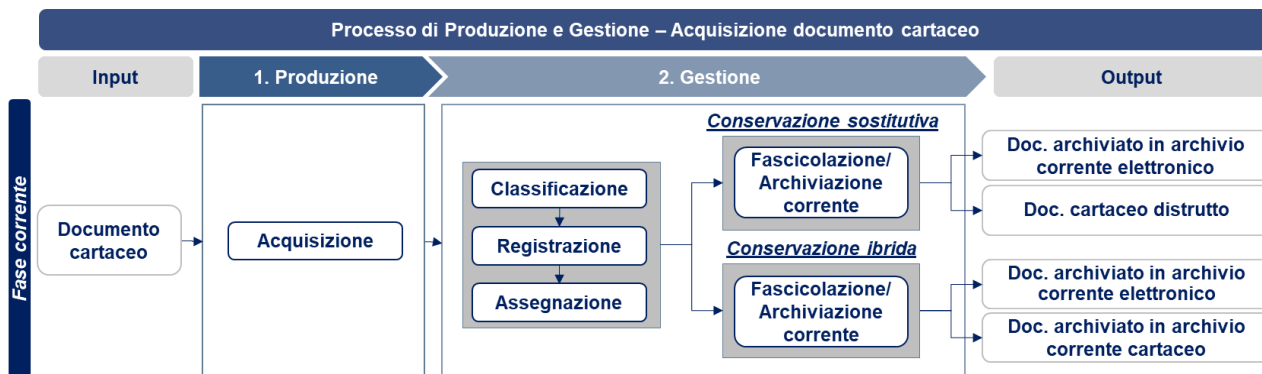 Processo di Produzione e Gestione – Acquisizione documento cartaceo
Input
1. Produzione
2. Gestione
Output
Fase corrente
Documento
cartaceo
Acquisizione
Classificazione
Registrazione
Assegnazione
Conservazione sostitutiva
Fascicolazione/
Archiviazione
corrente
Conservazione ibrida
Fascicolazione/
Archiviazione
corrente
Doc. archiviato in archivio
corrente elettronico
Doc. cartaceo distrutto
Doc. archiviato in archivio
corrente elettronico
Doc. archiviato in archivio
corrente cartaceo